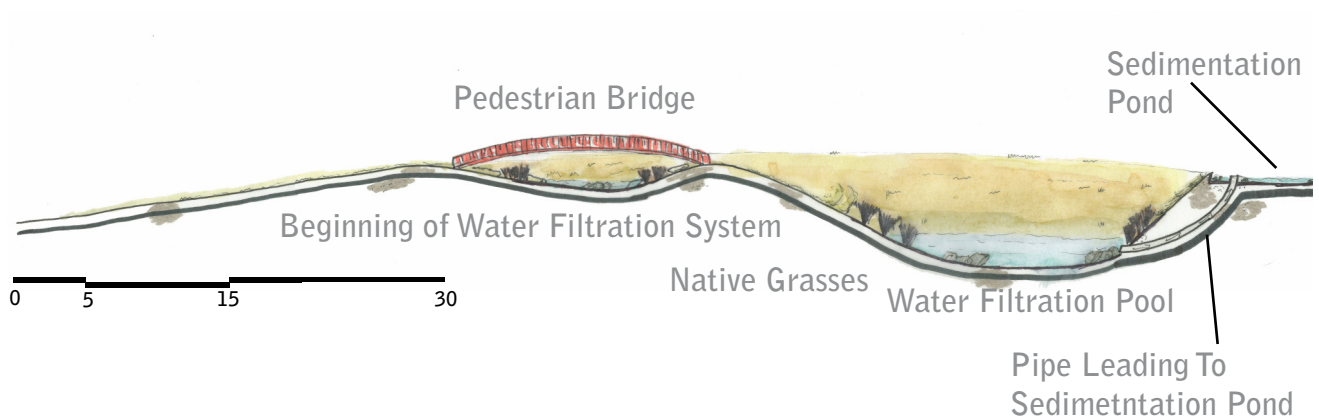 Sedimentation
Pond
Pedestrian Bridge
Beginning of Water Filtration System
Native Grasses
Water Filtration Pool
0 5 15 30
Pipe Leading To
Sedimetntation Pond